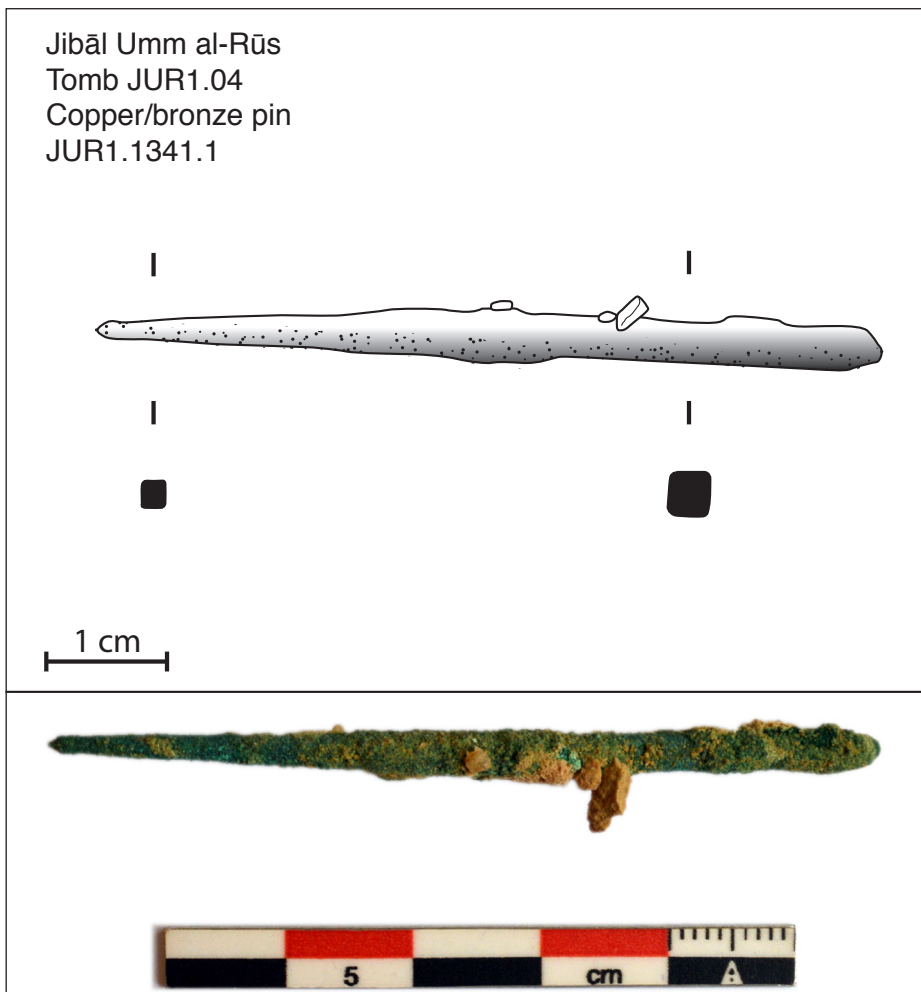 Jibāl Umm al-Rūs
Tomb JUR1.04
Copper/bronze pin
JUR1.1341.1
1 cm
5 cm